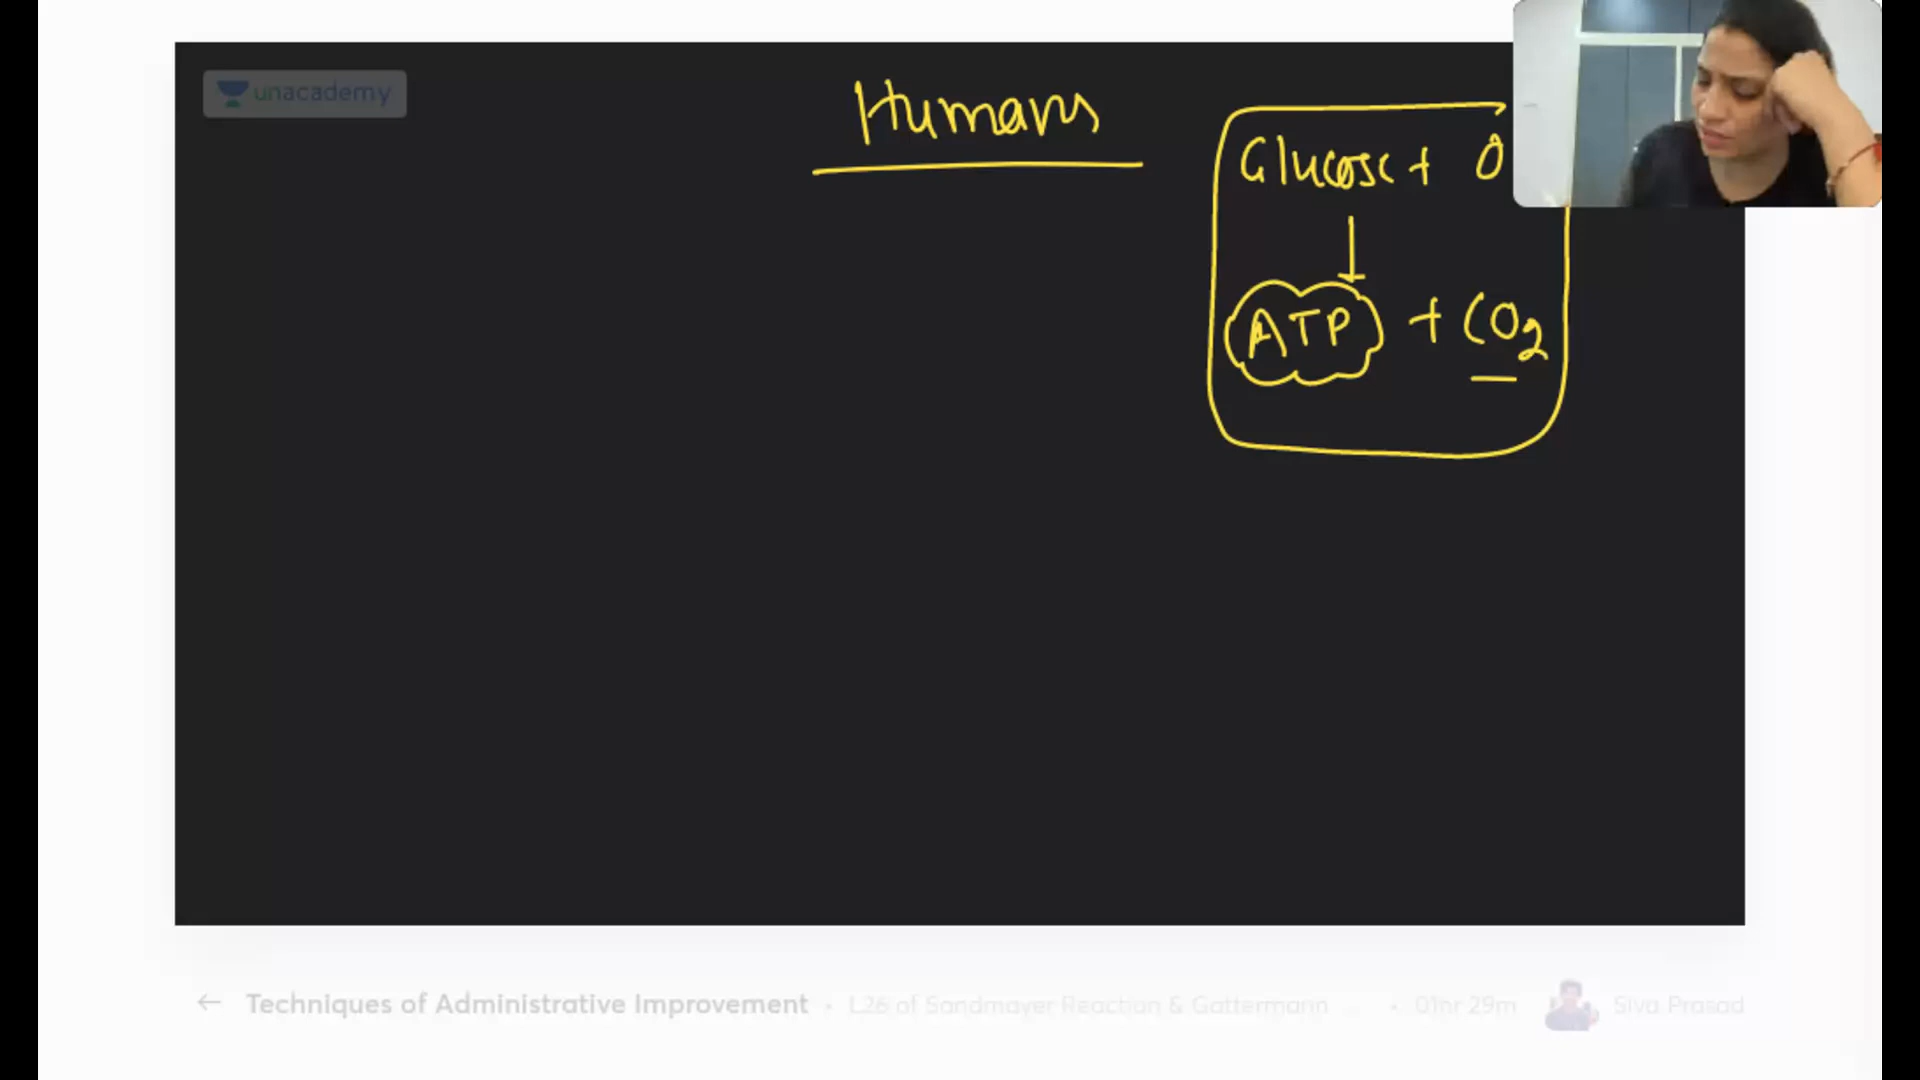 unacademy
Humans
Glucose + O
ATP + CO2
← Techniques of Administrative Improvement • L26 of Sandmayer Reaction & Gattermann ... • 01hr 29m Siva Prasad